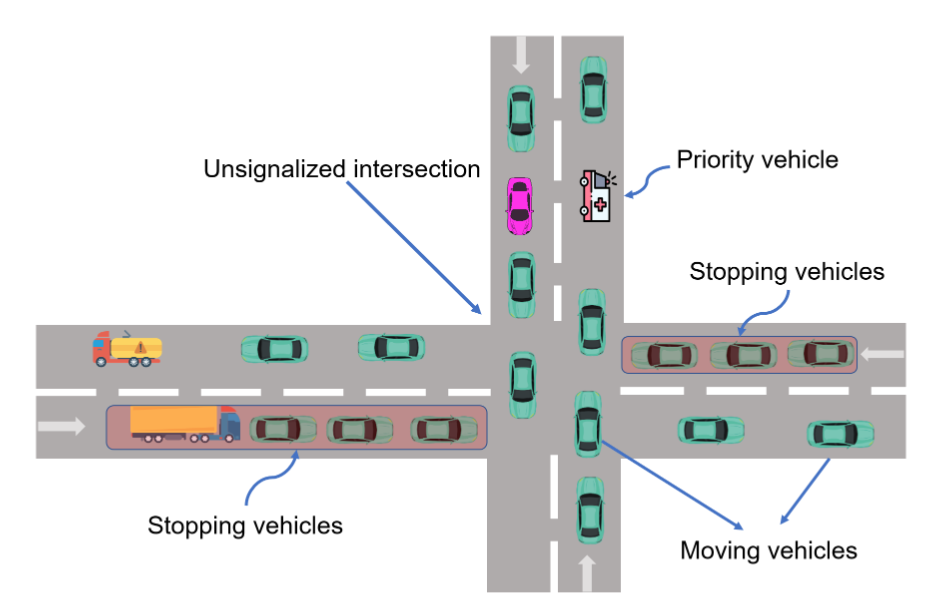 Unsignalized intersection
Priority vehicle
Stopping vehicles
Stopping vehicles
Moving vehicles